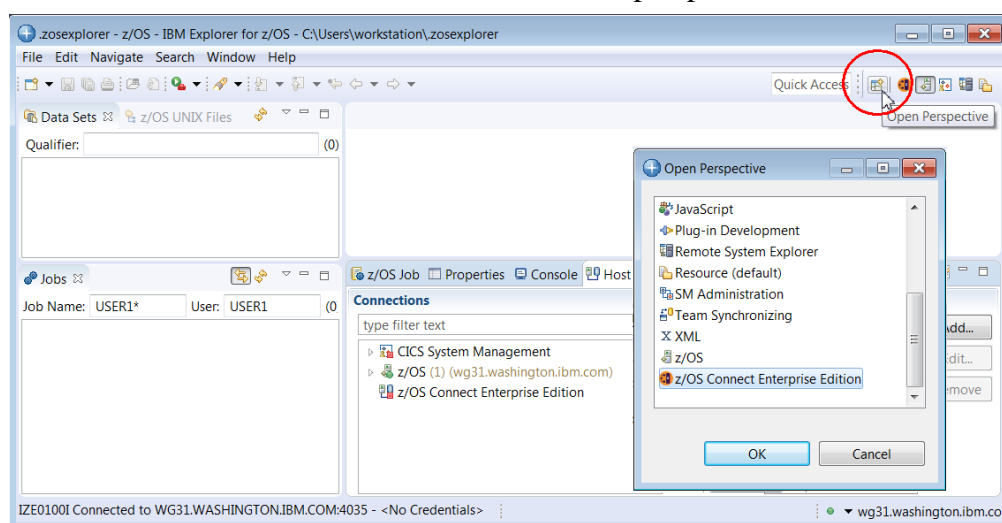 .zosexplorer - z/OS - IBM Explorer for z/OS - C:\Users\workstation\.zosexplorer
File Edit Navigate Search Window Help
Quick Access
Open Perspective
Data Sets z/OS UNIX Files
Qualifier: (0)
Open Perspective
JavaScript
Plug-in Development
Remote System Explorer
Resource (default)
SM Administration
Team Synchronizing
XML
z/OS
z/OS Connect Enterprise Edition
OK Cancel
Jobs
Job Name: USER1* User: USER1 (0
z/OS Job Properties Console Host
Connections
type filter text
CICS System Management
z/OS (1) (wg31.washington.ibm.com)
z/OS Connect Enterprise Edition
Add...
Edit...
emove
IZE0100I Connected to WG31.WASHINGTON.IBM.COM:4035 - <No Credentials>
wg31.washington.ibm.co